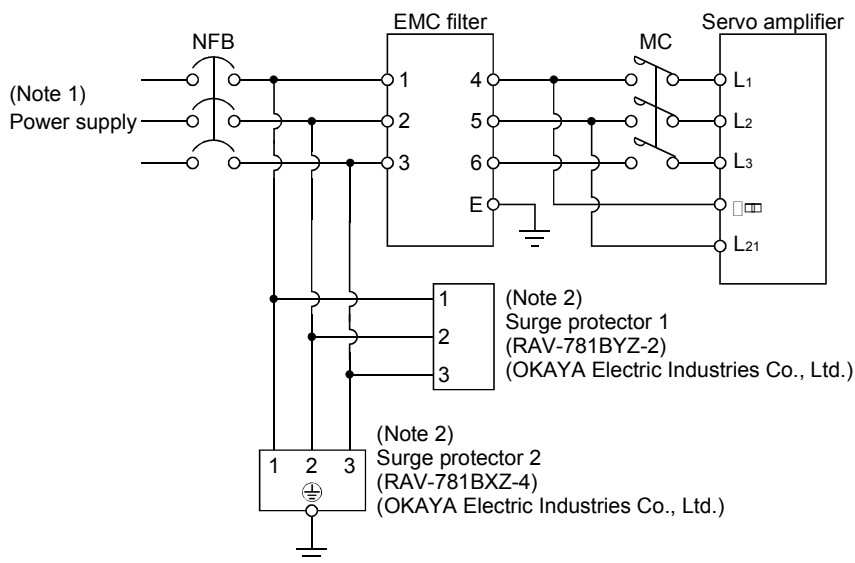 EMC filter
Servo amplifier
NFB
MC
(Note 1)
Power supply
1
4
L1
2
5
L2
3
6
L3
E
L21
1
2
3
(Note 2)
Surge protector 1
(RAV-781BYZ-2)
(OKAYA Electric Industries Co., Ltd.)
1 2 3
(Note 2)
Surge protector 2
(RAV-781BXZ-4)
(OKAYA Electric Industries Co., Ltd.)